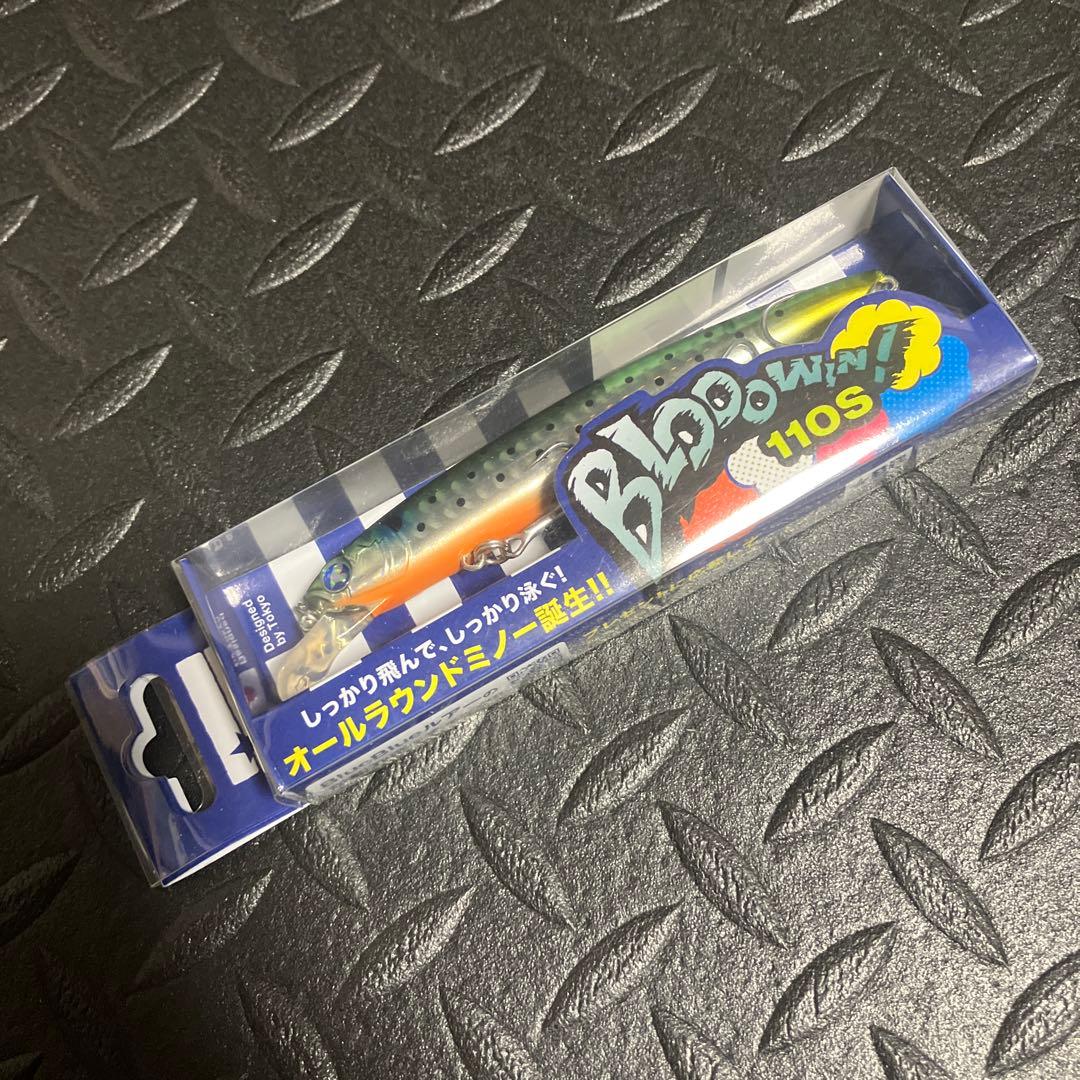 BLOOOWIN!
110S
Designed
by Tokyo
しっかり飛んで、しっかり泳ぐ!
オールラウンドミノー誕生!!